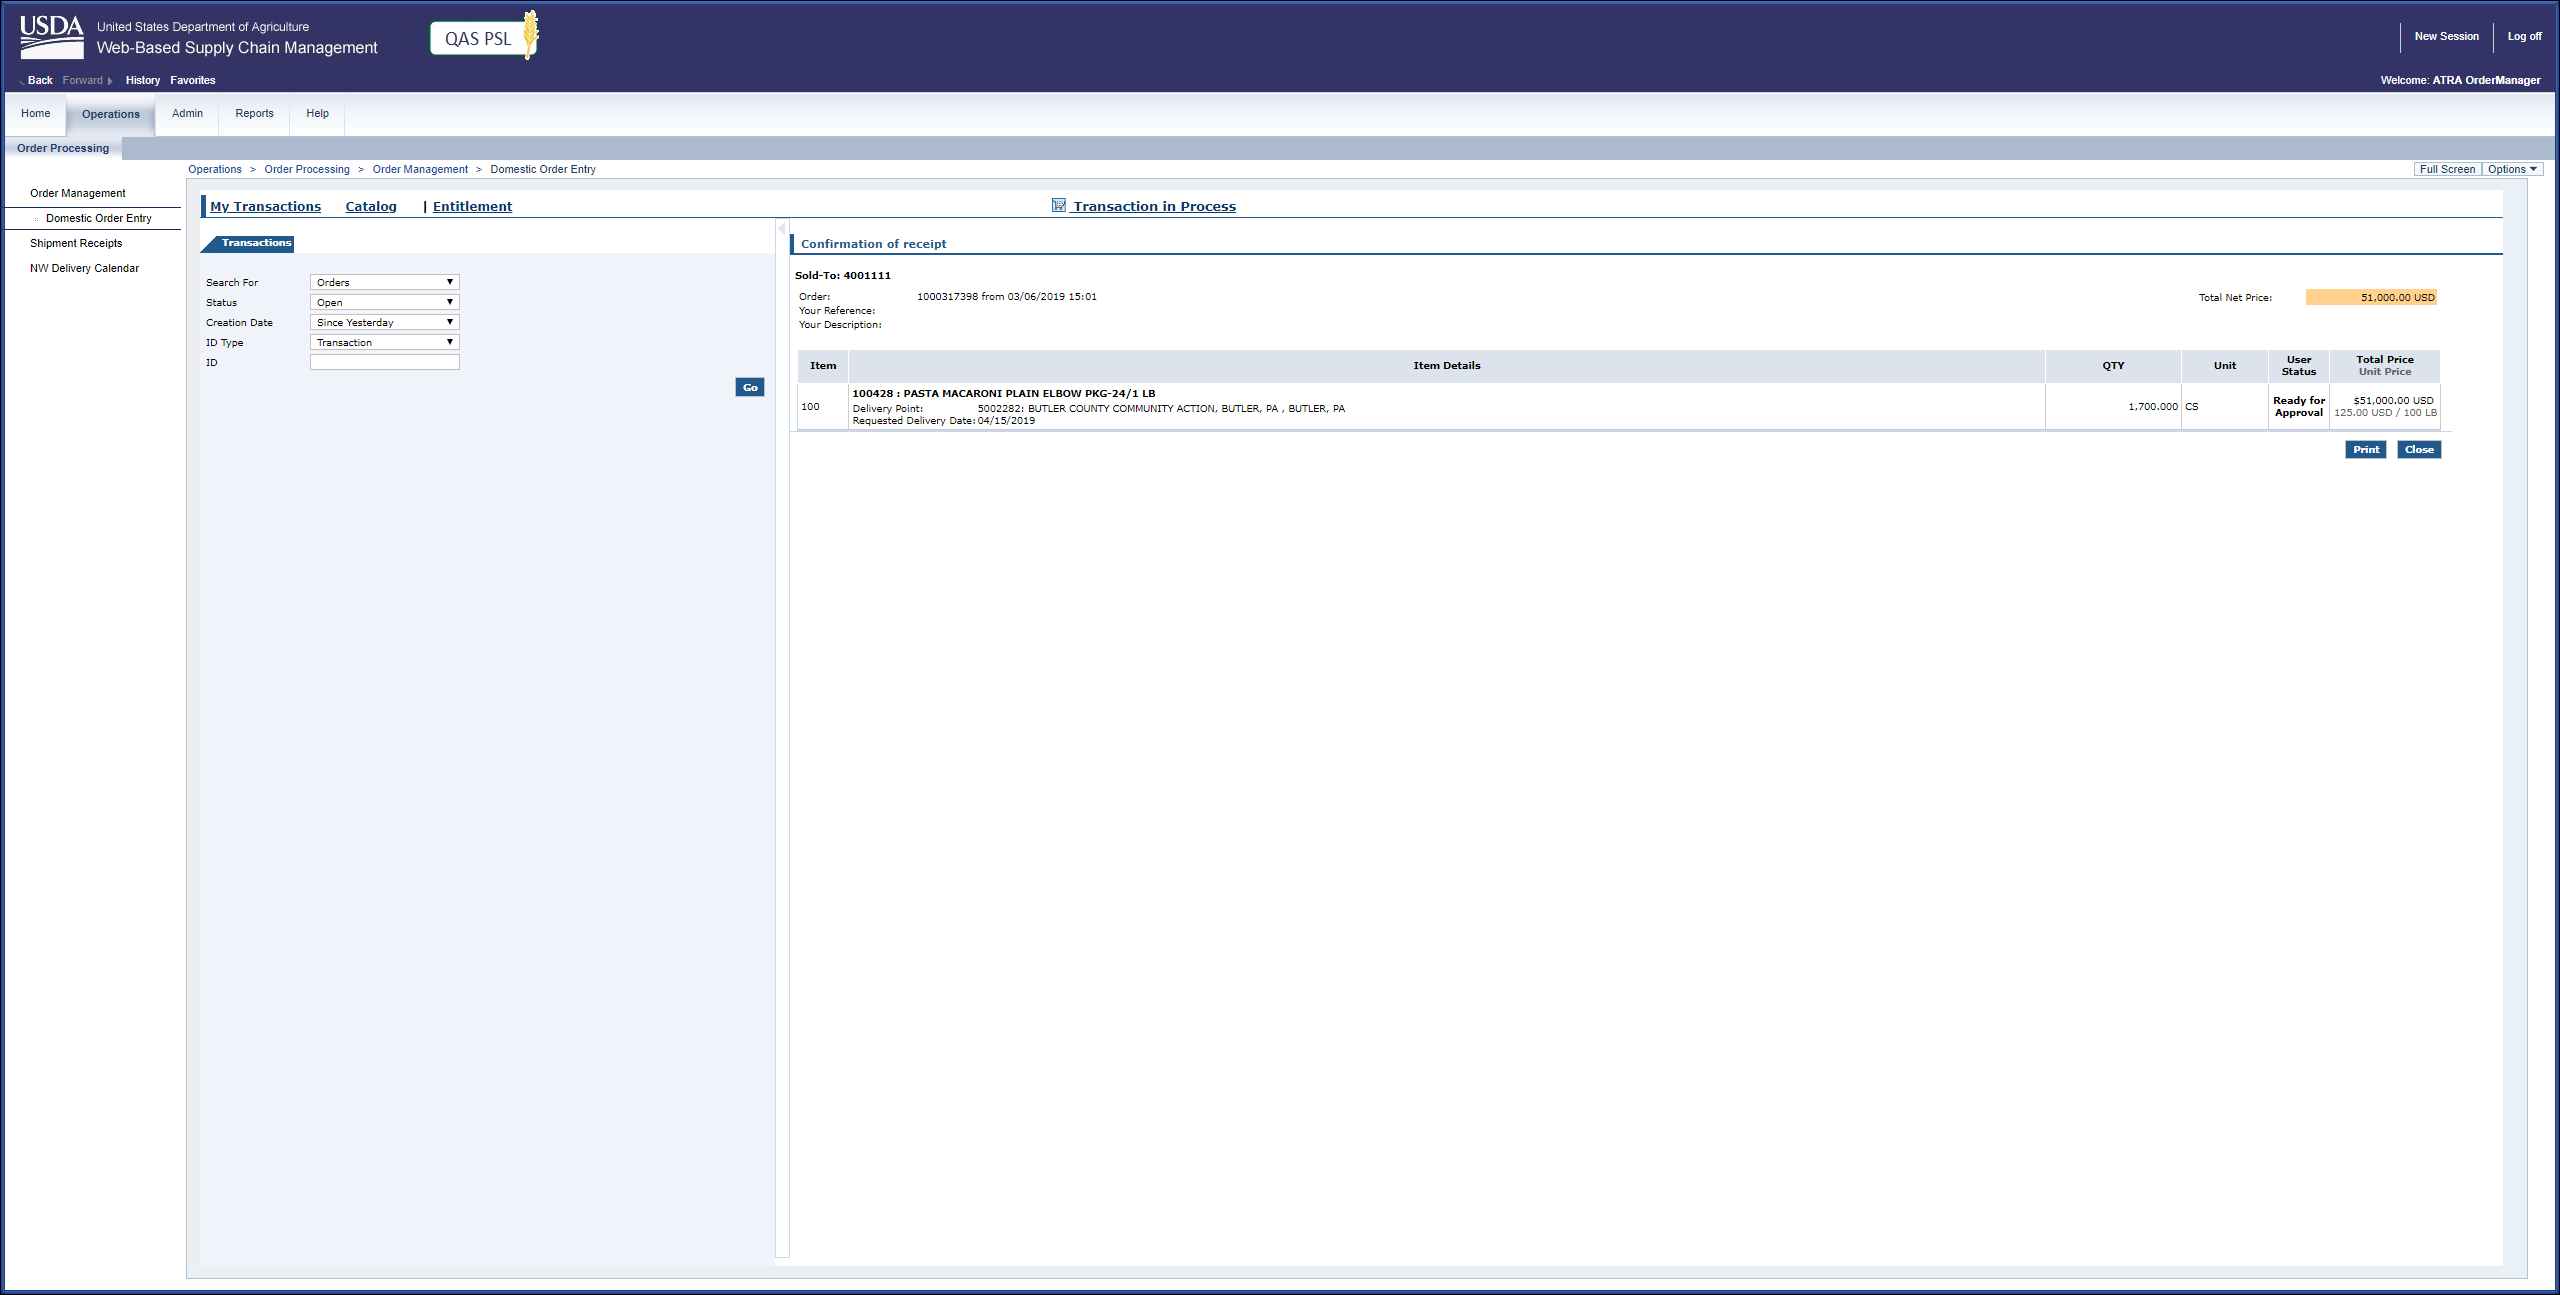 USDA United States Department of Agriculture
Web-Based Supply Chain Management
QAS PSL
New Session Log off
Back Forward History Favorites
Welcome: ATRA OrderManager
Home Operations Admin Reports Help
Order Processing
Operations > Order Processing > Order Management > Domestic Order Entry
Full Screen Options
Order Management
Domestic Order Entry
Shipment Receipts
NW Delivery Calendar
My Transactions Catalog | Entitlement
Transaction in Process
Transactions
Search For Orders
Status Open
Creation Date Since Yesterday
ID Type Transaction
ID
Go
Confirmation of receipt
Sold-To: 4001111
Order: 1000317398 from 03/06/2019 15:01
Your Reference:
Your Description:
Total Net Price: 51,000.00 USD
Item Item Details QTY Unit User Status Total Price Unit Price
100
100428 : PASTA MACARONI PLAIN ELBOW PKG-24/1 LB
Delivery Point: 5002282: BUTLER COUNTY COMMUNITY ACTION, BUTLER, PA , BUTLER, PA
Requested Delivery Date: 04/15/2019
1,700.000 CS
Ready for Approval
$51,000.00 USD
125.00 USD / 100 LB
Print Close